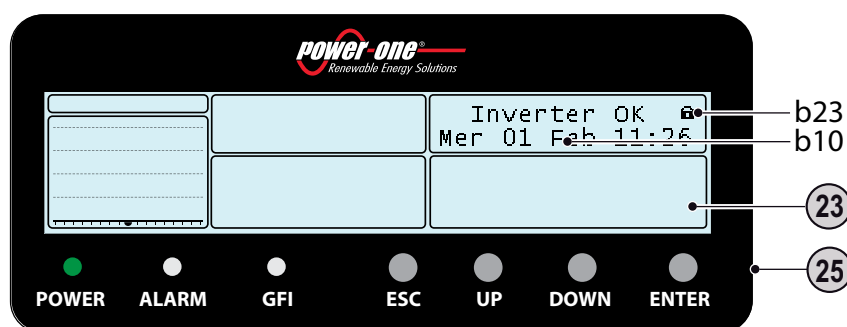 power-one®
Renewable Energy Solutions
Inverter OK
Mer 01 Feb 11:26
b23
b10
23
25
POWER ALARM GFI ESC UP DOWN ENTER